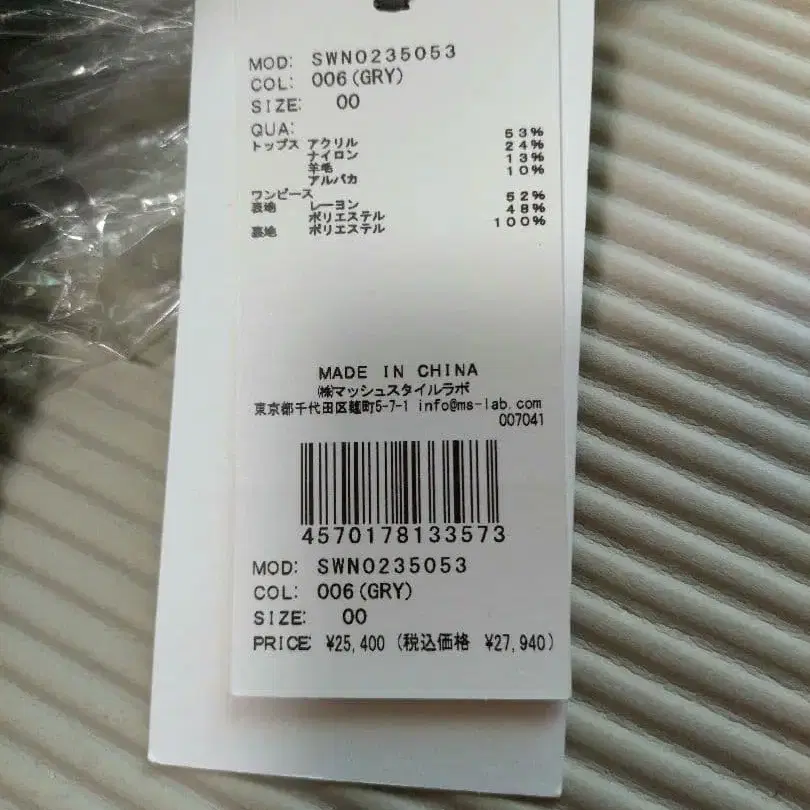 MOD: SWNO235053
COL: 006(GRY)
SIZE: 00
QUA:
トップス アクリル 53%
ナイロン 24%
羊毛 13%
アルパカ 10%
ワンピース
表地 レーヨン 52%
ポリエステル 48%
裏地 ポリエステル 100%
MADE IN CHINA
㈱マッシュスタイルラボ
東京都千代田区麹町5-7-1 info@ms-lab.com
007041
4570178133573
MOD: SWNO235053
COL: 006(GRY)
SIZE: 00
PRICE: ¥25,400 (税込価格 ¥27,940)